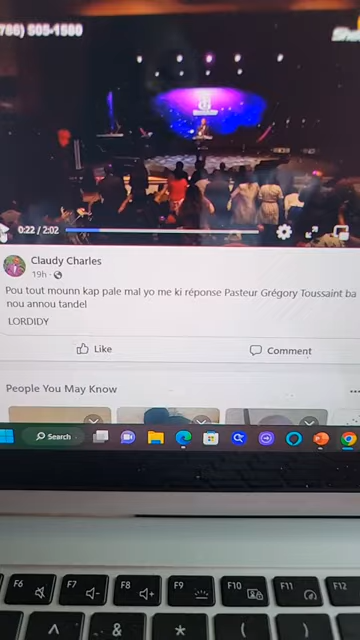 786) 505-1580
0:22 / 2:02
Claudy Charles
19h ·
Pou tout mounn kap pale mal yo me ki réponse Pasteur Grégory Toussaint ba
nou annou tandel
LORDIDY
Like
Comment
People You May Know
Search
F6
F7
F8
F9
F10
F11
F12
^
&
*
(
)